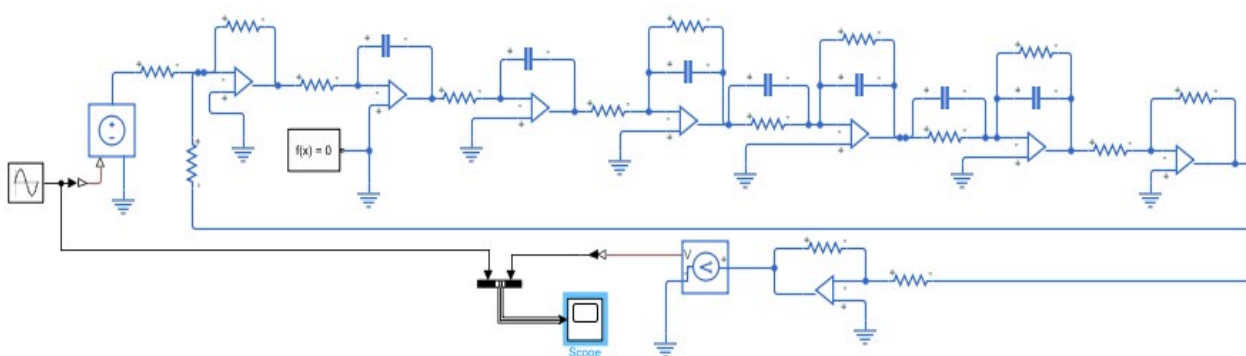 f(x) = 0
V
Scope